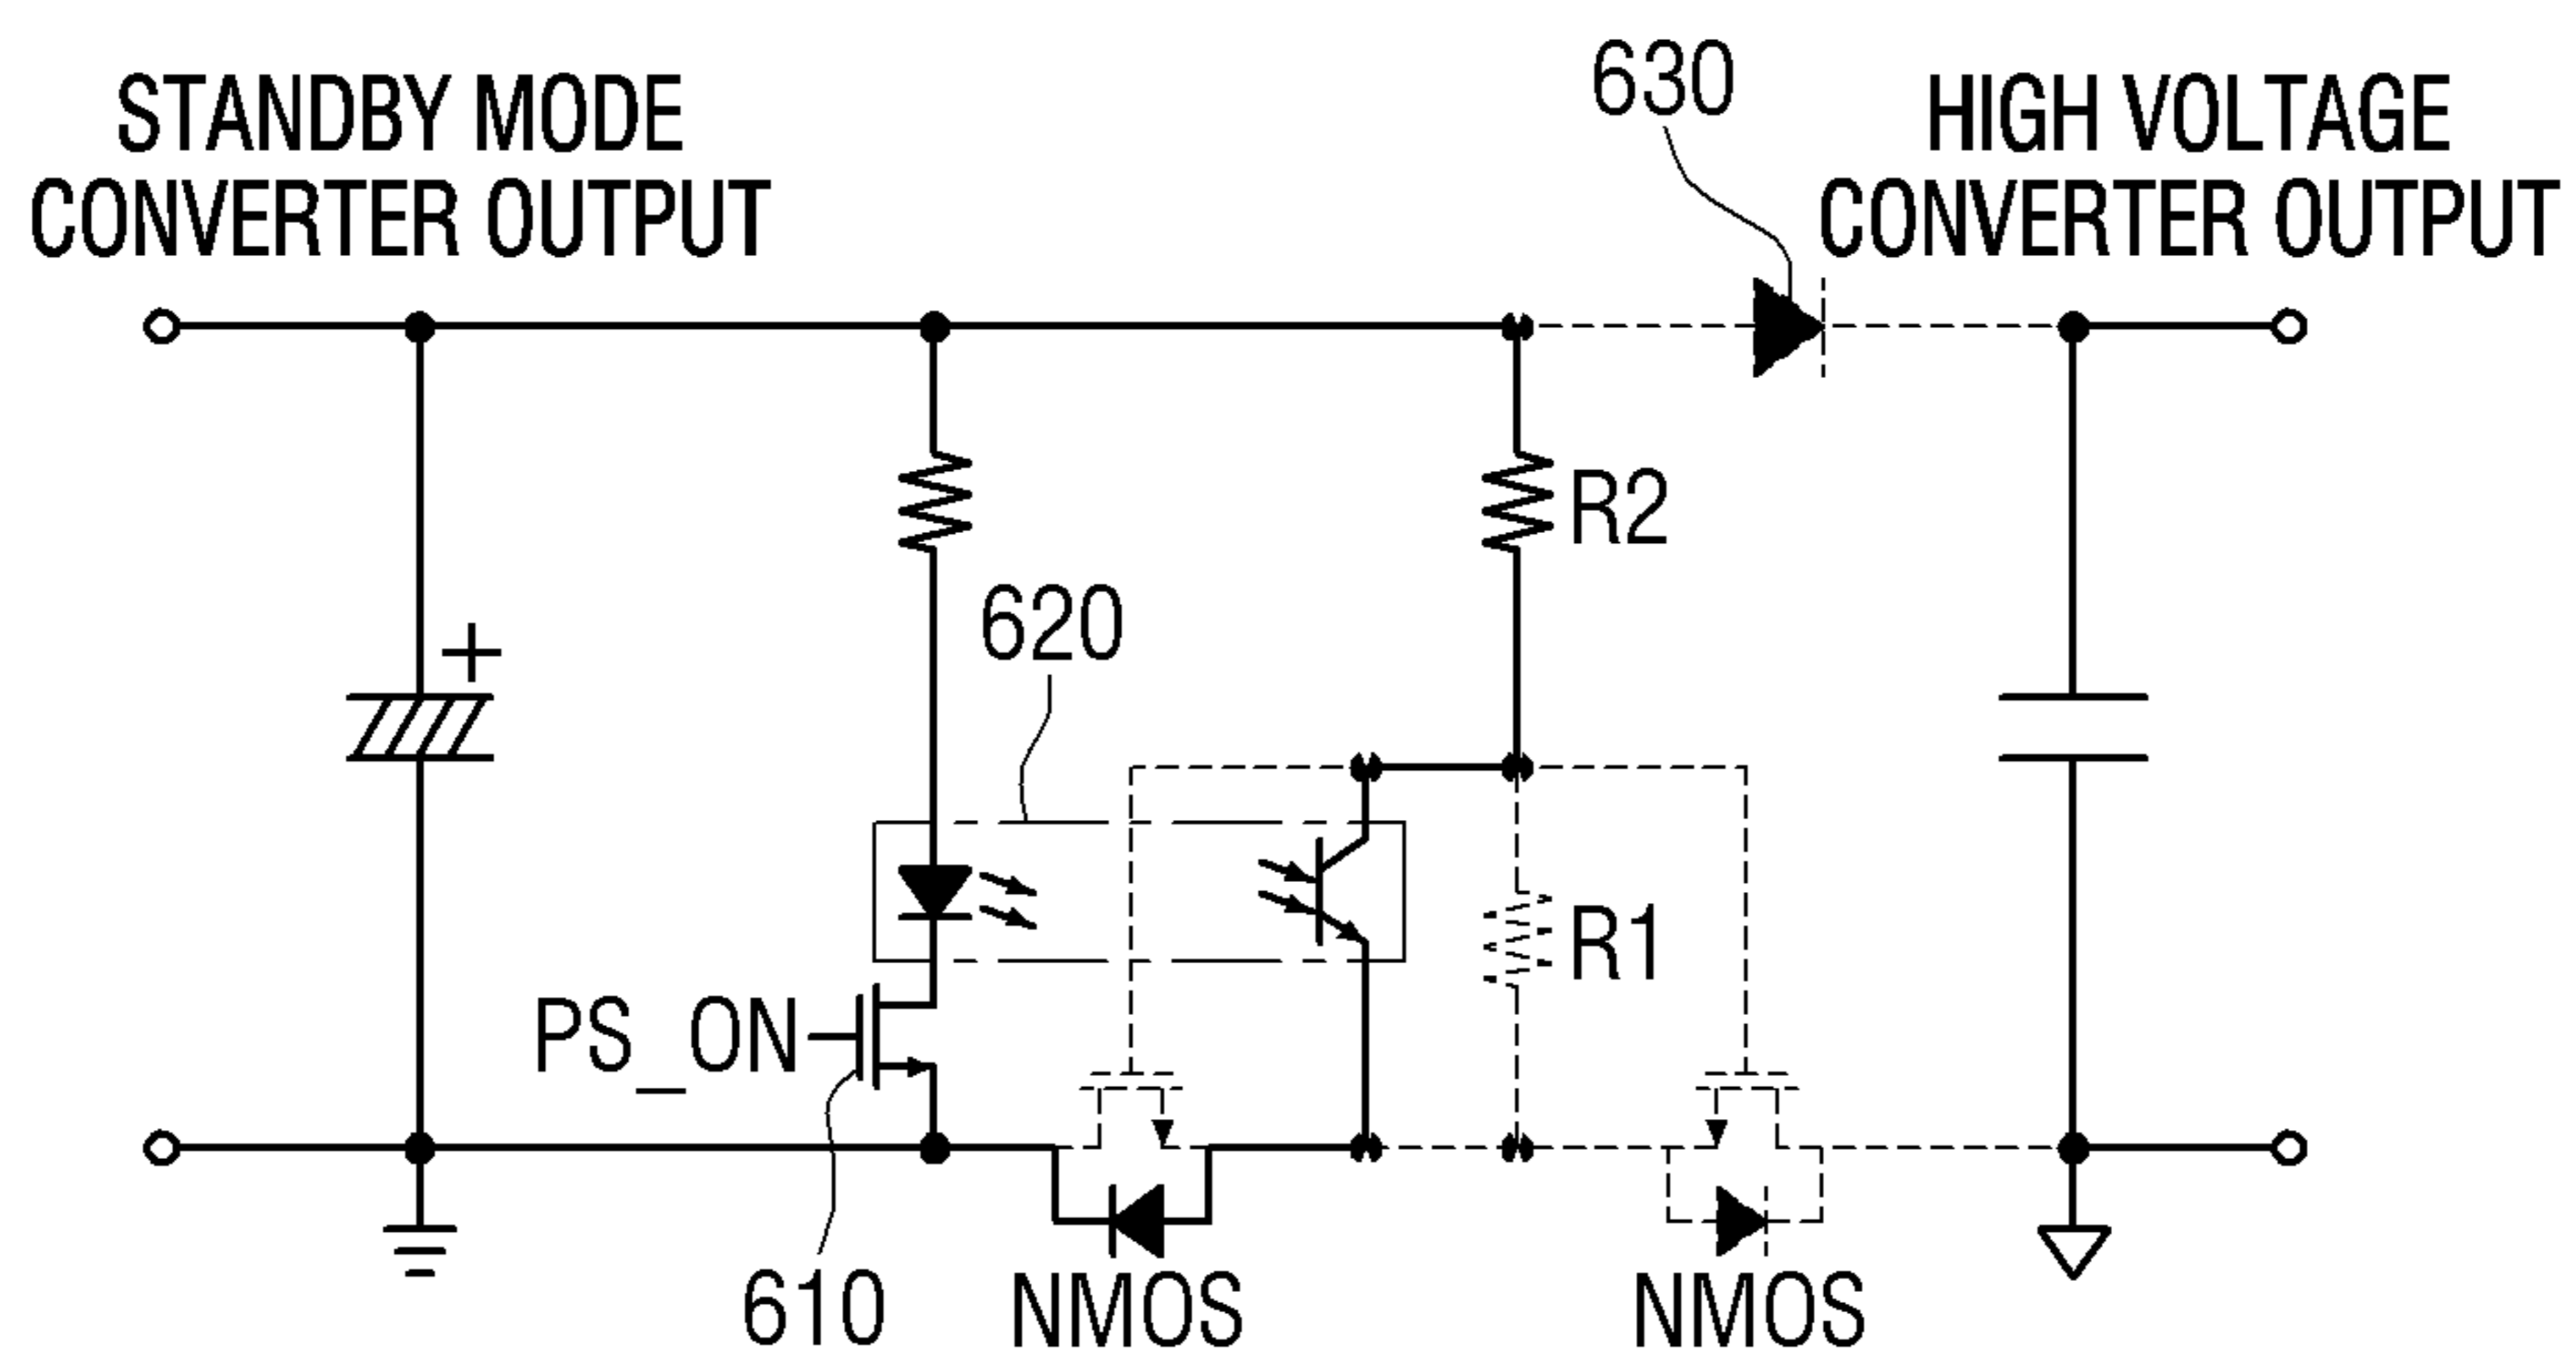 STANDBY MODE
CONVERTER OUTPUT
630
HIGH VOLTAGE
CONVERTER OUTPUT
R2
620
+
R1
PS_ON
610
NMOS
NMOS